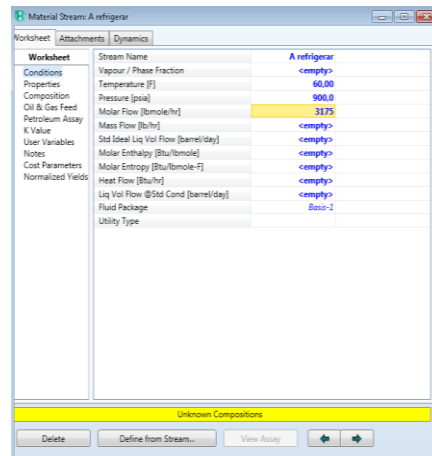 Material Stream: A refrigerar
Worksheet Attachments Dynamics
Worksheet
Conditions
Properties
Composition
Oil & Gas Feed
Petroleum Assay
K Value
User Variables
Notes
Cost Parameters
Normalized Yields
Stream Name A refrigerar
Vapour / Phase Fraction <empty>
Temperature [F] 60,00
Pressure [psia] 900,0
Molar Flow [lbmole/hr] 3175
Mass Flow [lb/hr] <empty>
Std Ideal Liq Vol Flow [barrel/day] <empty>
Molar Enthalpy [Btu/lbmole] <empty>
Molar Entropy [Btu/lbmole-F] <empty>
Heat Flow [Btu/hr] <empty>
Liq Vol Flow @Std Cond [barrel/day] <empty>
Fluid Package Basis-1
Utility Type
Unknown Compositions
Delete Define from Stream... View Assay